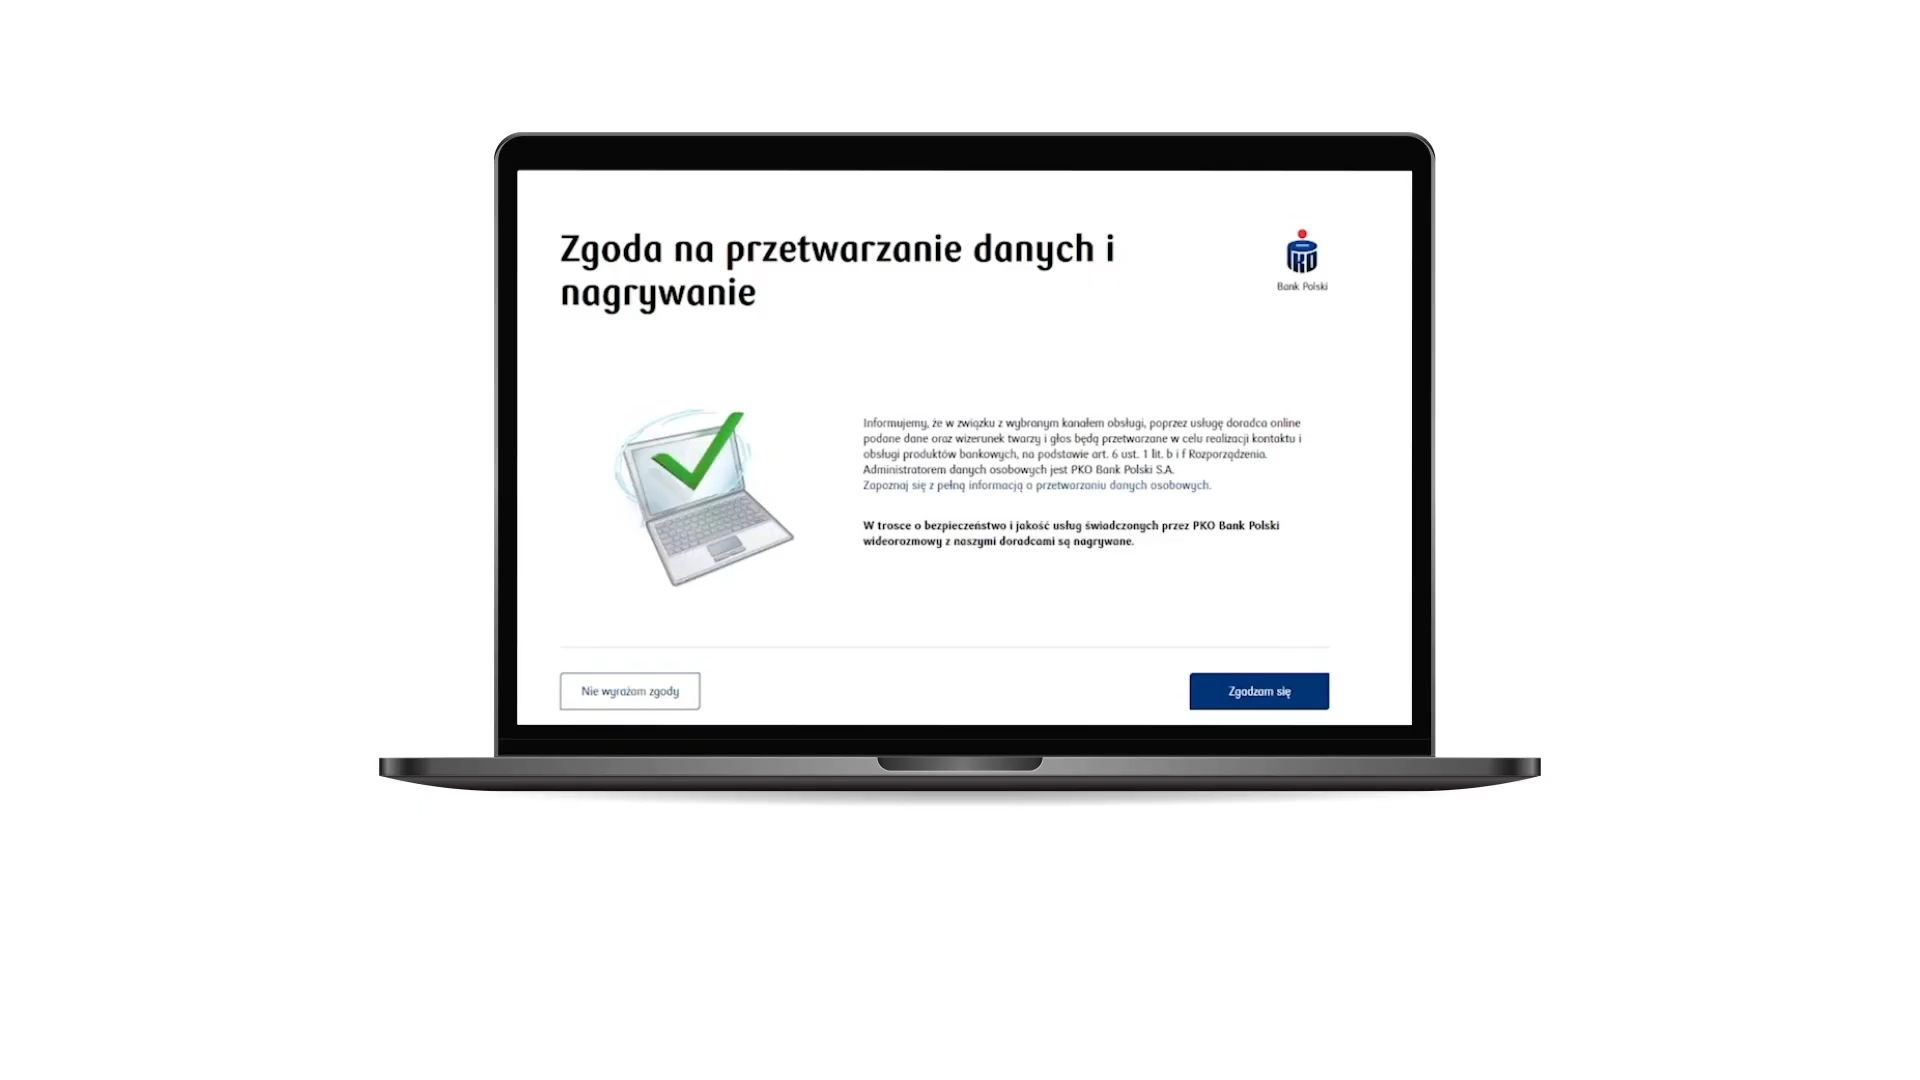 Zgoda na przetwarzanie danych i
nagrywanie
PKO
Bank Polski
Informujemy, że w związku z wybranym kanałem obsługi, poprzez usługę doradca online
podane dane oraz wizerunek twarzy i głos będą przetwarzane w celu realizacji kontaktu i
obsługi produktów bankowych, na podstawie art. 6 ust. 1 lit. b i f Rozporządzenia.
Administratorem danych osobowych jest PKO Bank Polski S.A.
Zapoznaj się z pełną informacją o przetwarzaniu danych osobowych.
W trosce o bezpieczeństwo i jakość usług świadczonych przez PKO Bank Polski
wideorozmowy z naszymi doradcami są nagrywane.
Nie wyrażam zgody
Zgadzam się